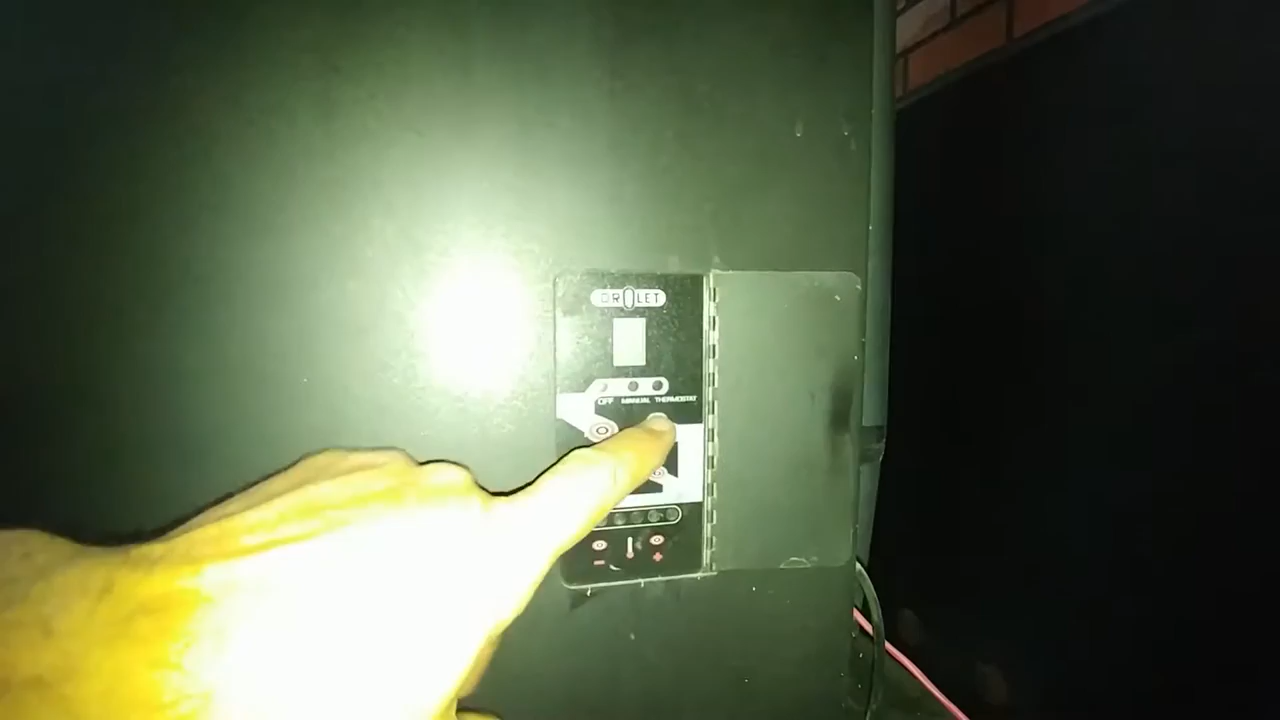 DROLET
OFF MANUAL THERMOSTAT
- +